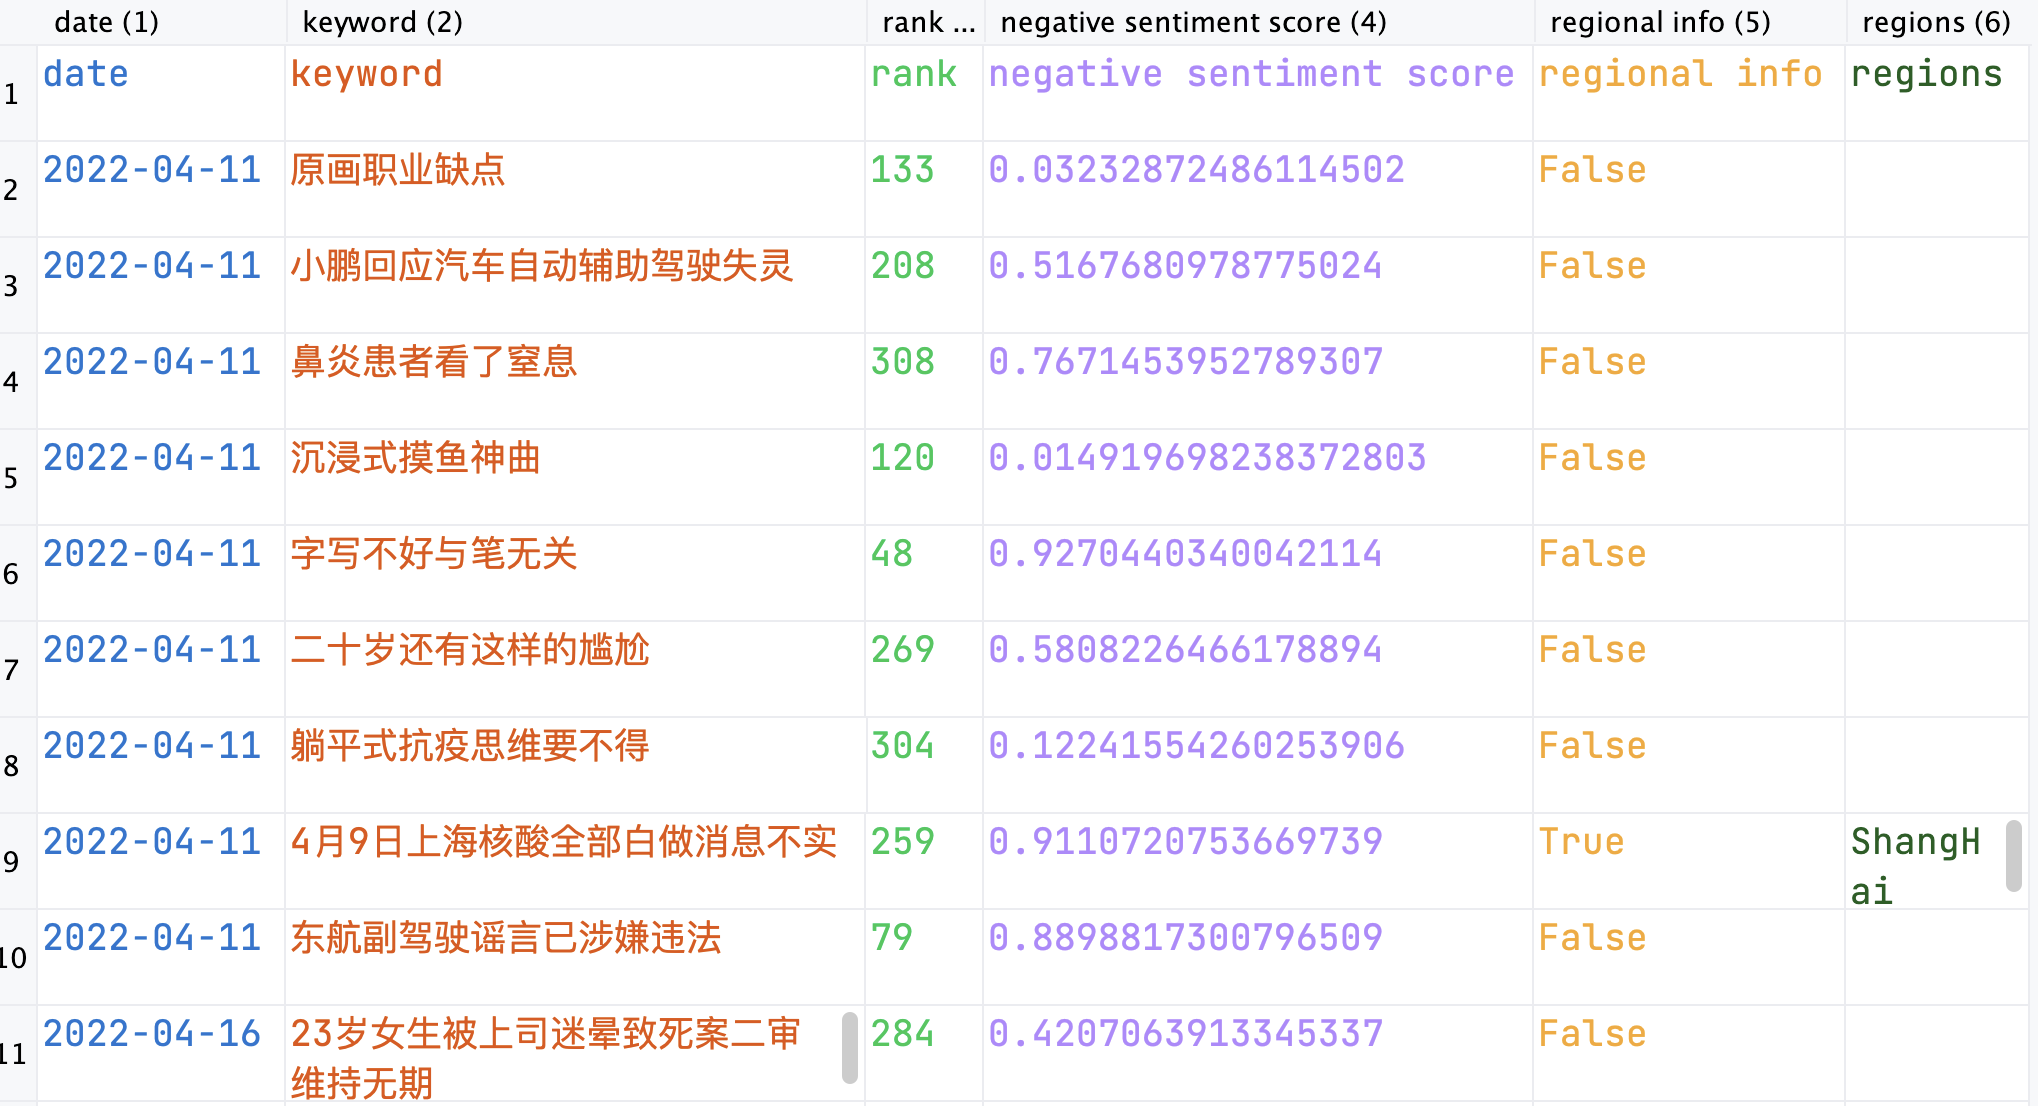 date (1) keyword (2) rank ... negative sentiment score (4) regional info (5) regions (6)
1 date keyword rank negative sentiment score regional info regions
2 2022-04-11 原画职业缺点 133 0.03232872486114502 False
3 2022-04-11 小鹏回应汽车自动辅助驾驶失灵 208 0.5167680978775024 False
4 2022-04-11 鼻炎患者看了窒息 308 0.7671453952789307 False
5 2022-04-11 沉浸式摸鱼神曲 120 0.014919698238372803 False
6 2022-04-11 字写不好与笔无关 48 0.9270440340042114 False
7 2022-04-11 二十岁还有这样的尴尬 269 0.5808226466178894 False
8 2022-04-11 躺平式抗疫思维要不得 304 0.12241554260253906 False
9 2022-04-11 4月9日上海核酸全部白做消息不实 259 0.9110720753669739 True ShangH
ai
10 2022-04-11 东航副驾驶谣言已涉嫌违法 79 0.8898817300796509 False
11 2022-04-16 23岁女生被上司迷晕致死案二审 284 0.4207063913345337 False
维持无期